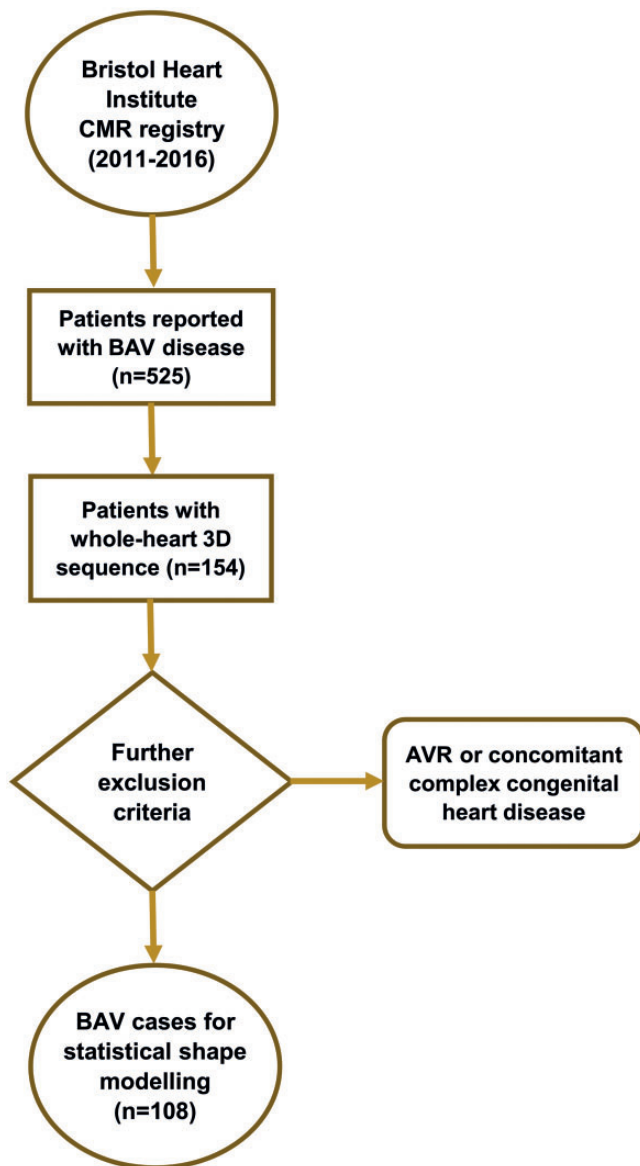 Bristol Heart
Institute
CMR registry
(2011-2016)
Patients reported
with BAV disease
(n=525)
Patients with
whole-heart 3D
sequence (n=154)
Further
exclusion
criteria
AVR or concomitant
complex congenital
heart disease
BAV cases for
statistical shape
modelling
(n=108)